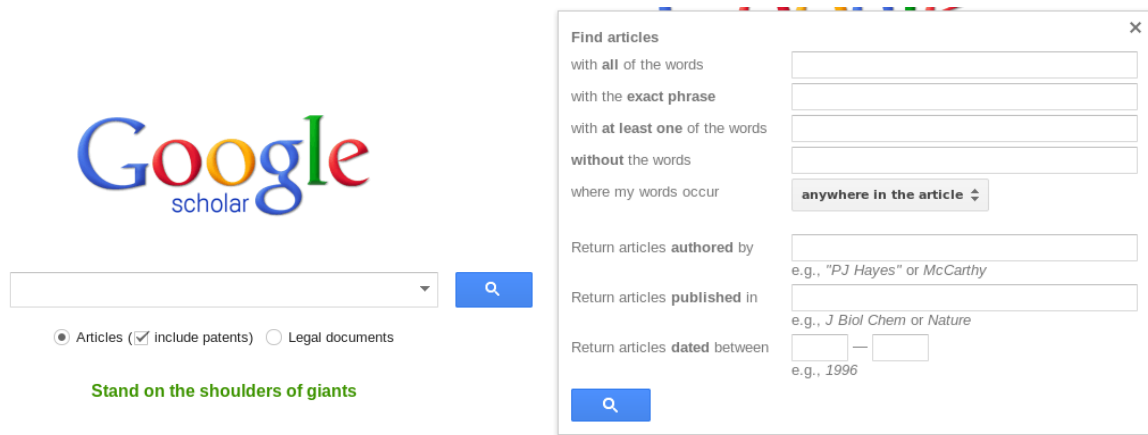 Google
scholar
Articles ( include patents) Legal documents
Stand on the shoulders of giants
Find articles
with all of the words
with the exact phrase
with at least one of the words
without the words
where my words occur anywhere in the article
Return articles authored by
e.g., "PJ Hayes" or McCarthy
Return articles published in
e.g., J Biol Chem or Nature
Return articles dated between —
e.g., 1996